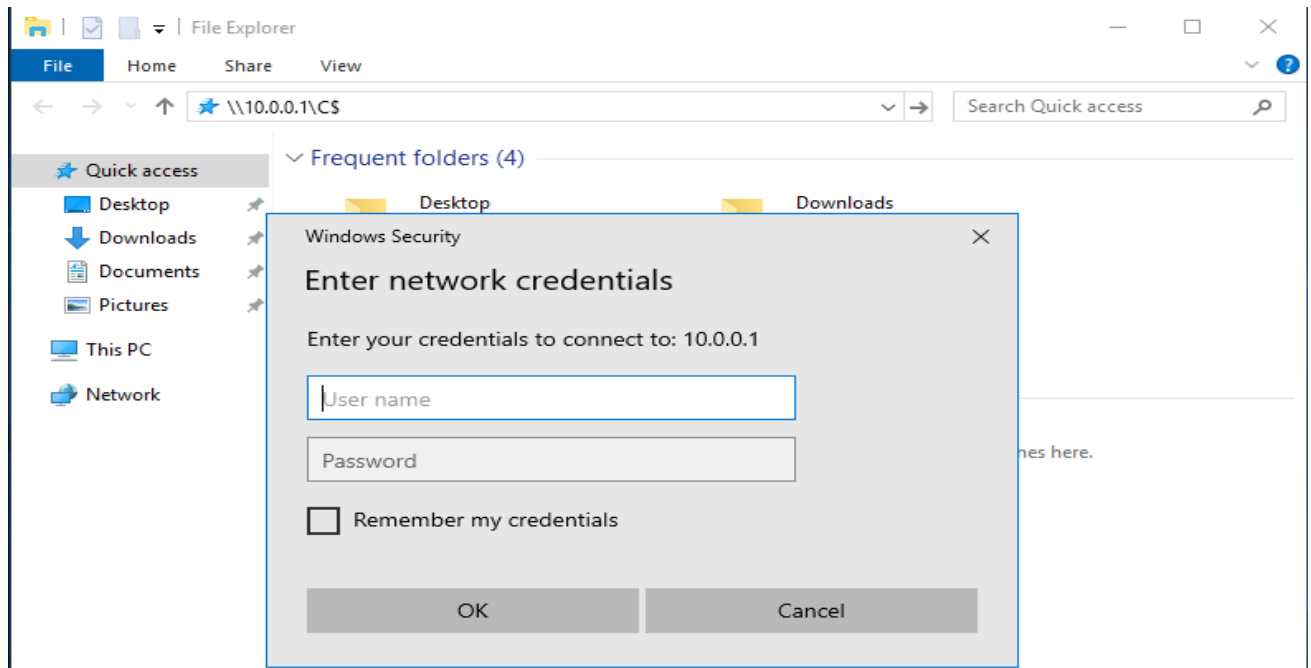 File Explorer
File Home Share View
\\10.0.0.1\C$ Search Quick access
Quick access
Desktop
Downloads
Documents
Pictures
This PC
Network
Frequent folders (4)
Desktop Downloads
Windows Security
Enter network credentials
Enter your credentials to connect to: 10.0.0.1
User name
Password
Remember my credentials
OK Cancel
here.